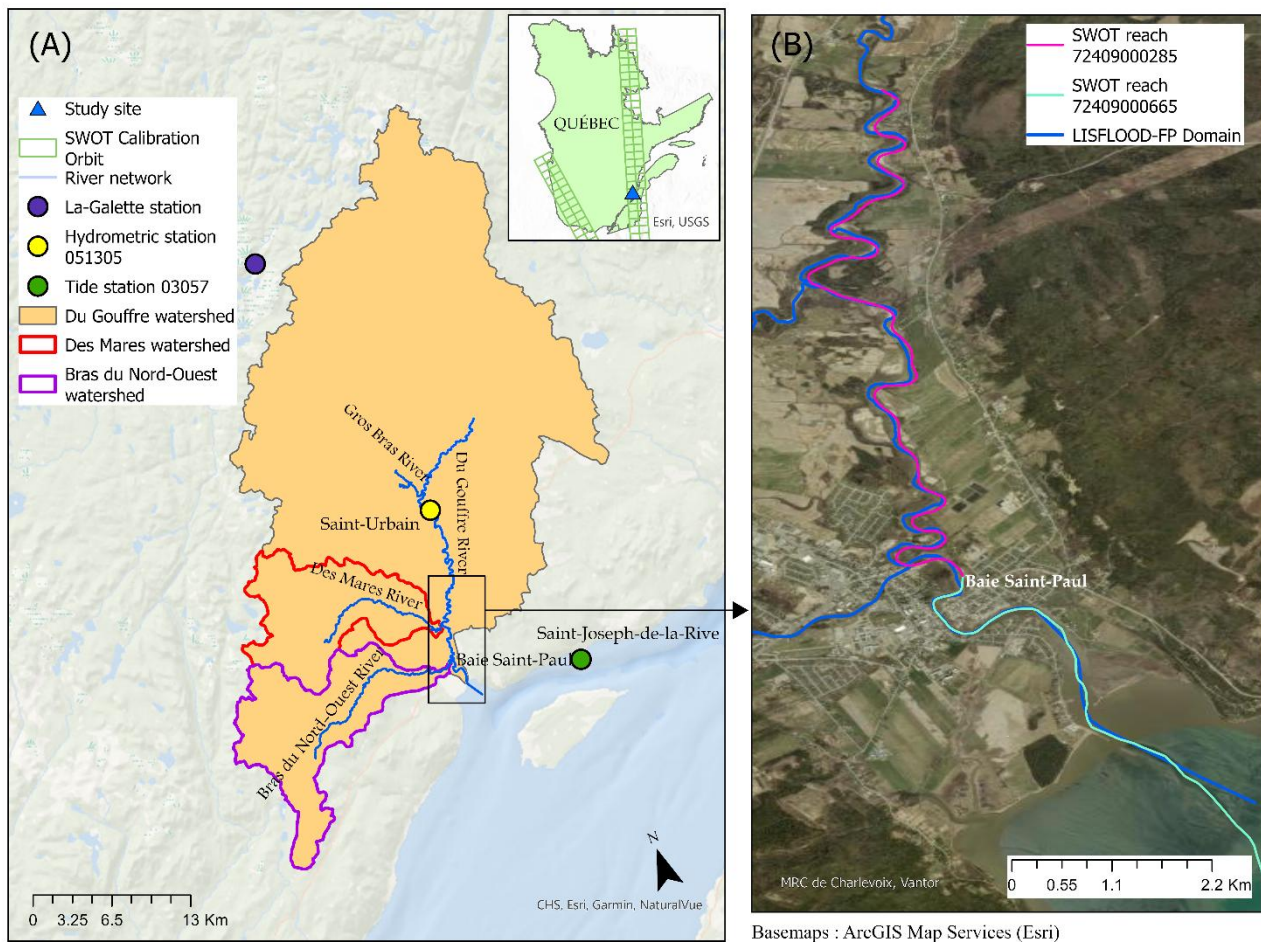 (A)
Study site
SWOT Calibration
Orbit
River network
La-Galette station
Hydrometric station
051305
Tide station 03057
Du Gouffre watershed
Des Mares watershed
Bras du Nord-Ouest
watershed
QUÉBEC
Esri, USGS
Gros Bras River
Du Gouffre River
Saint-Urbain
Des Mares River
Saint-Joseph-de-la-Rive
Baie Saint-Paul
Bras du Nord-Ouest River
N
0 3.25 6.5 13 Km
CHS, Esri, Garmin, NaturalVue
(B)
SWOT reach
72409000285
SWOT reach
72409000665
LISFLOOD-FP Domain
Baie Saint-Paul
MRC de Charlevoix, Vantor
0 0.55 1.1 2.2 Km
Basemaps : ArcGIS Map Services (Esri)